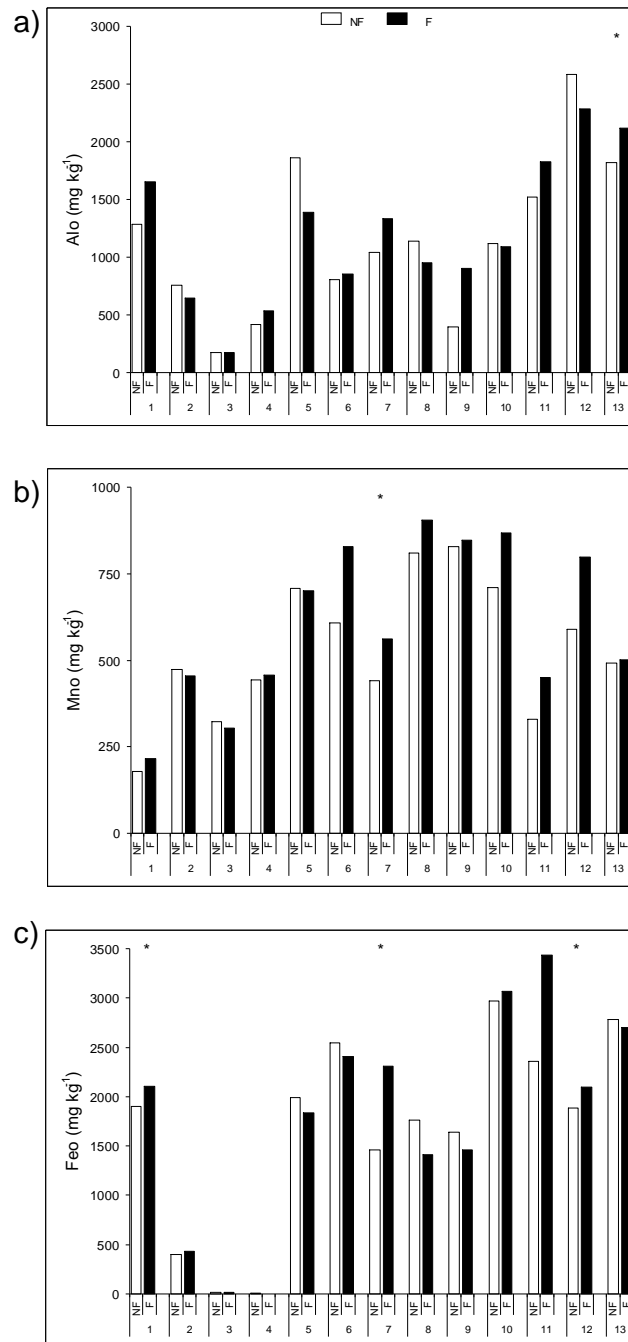 a)
NF F
*
3000
2500
2000
1500
1000
500
0
Alo (mg kg-1)
NF F NF F NF F NF F NF F NF F NF F NF F NF F NF F NF F NF F NF F
1 2 3 4 5 6 7 8 9 10 11 12 13
b)
*
1000
750
500
250
0
Mno (mg kg-1)
NF F NF F NF F NF F NF F NF F NF F NF F NF F NF F NF F NF F NF F
1 2 3 4 5 6 7 8 9 10 11 12 13
c)
* * *
3500
3000
2500
2000
1500
1000
500
0
Feo (mg kg-1)
NF F NF F NF F NF F NF F NF F NF F NF F NF F NF F NF F NF F NF F
1 2 3 4 5 6 7 8 9 10 11 12 13